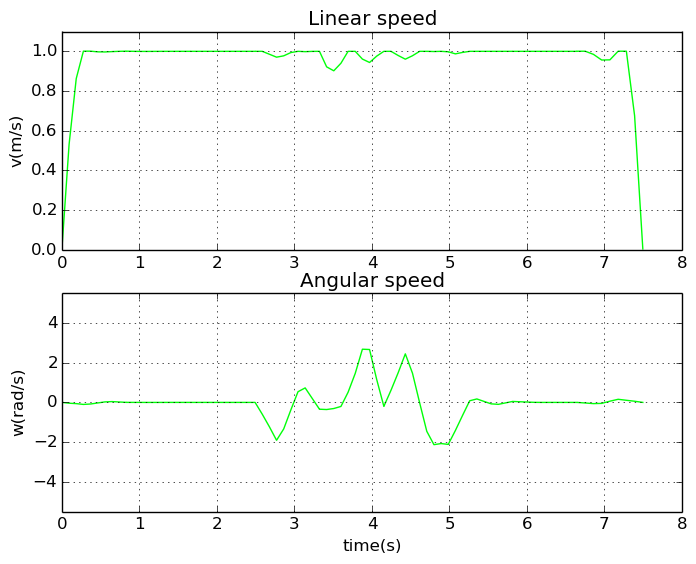 Linear speed
1.0
0.8
0.6
0.4
0.2
0.0
v(m/s)
0 1 2 3 4 5 6 7 8
Angular speed
4
2
0
−2
−4
w(rad/s)
0 1 2 3 4 5 6 7 8
time(s)